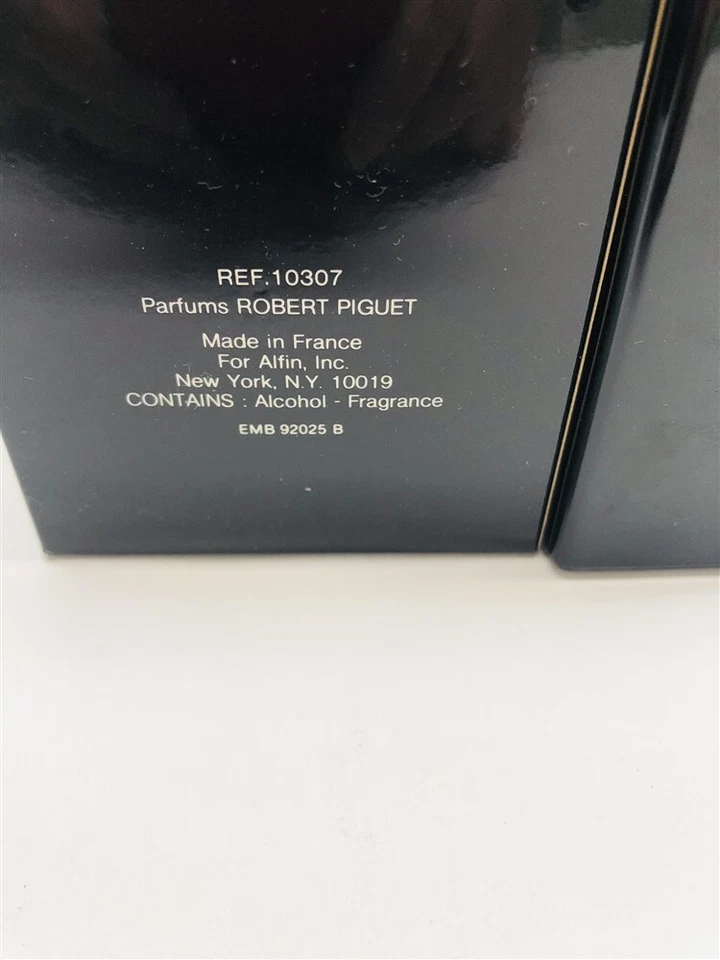 REF.10307
Parfums ROBERT PIGUET
Made in France
For Alfin, Inc.
New York, N.Y. 10019
CONTAINS : Alcohol - Fragrance
EMB 92025 B